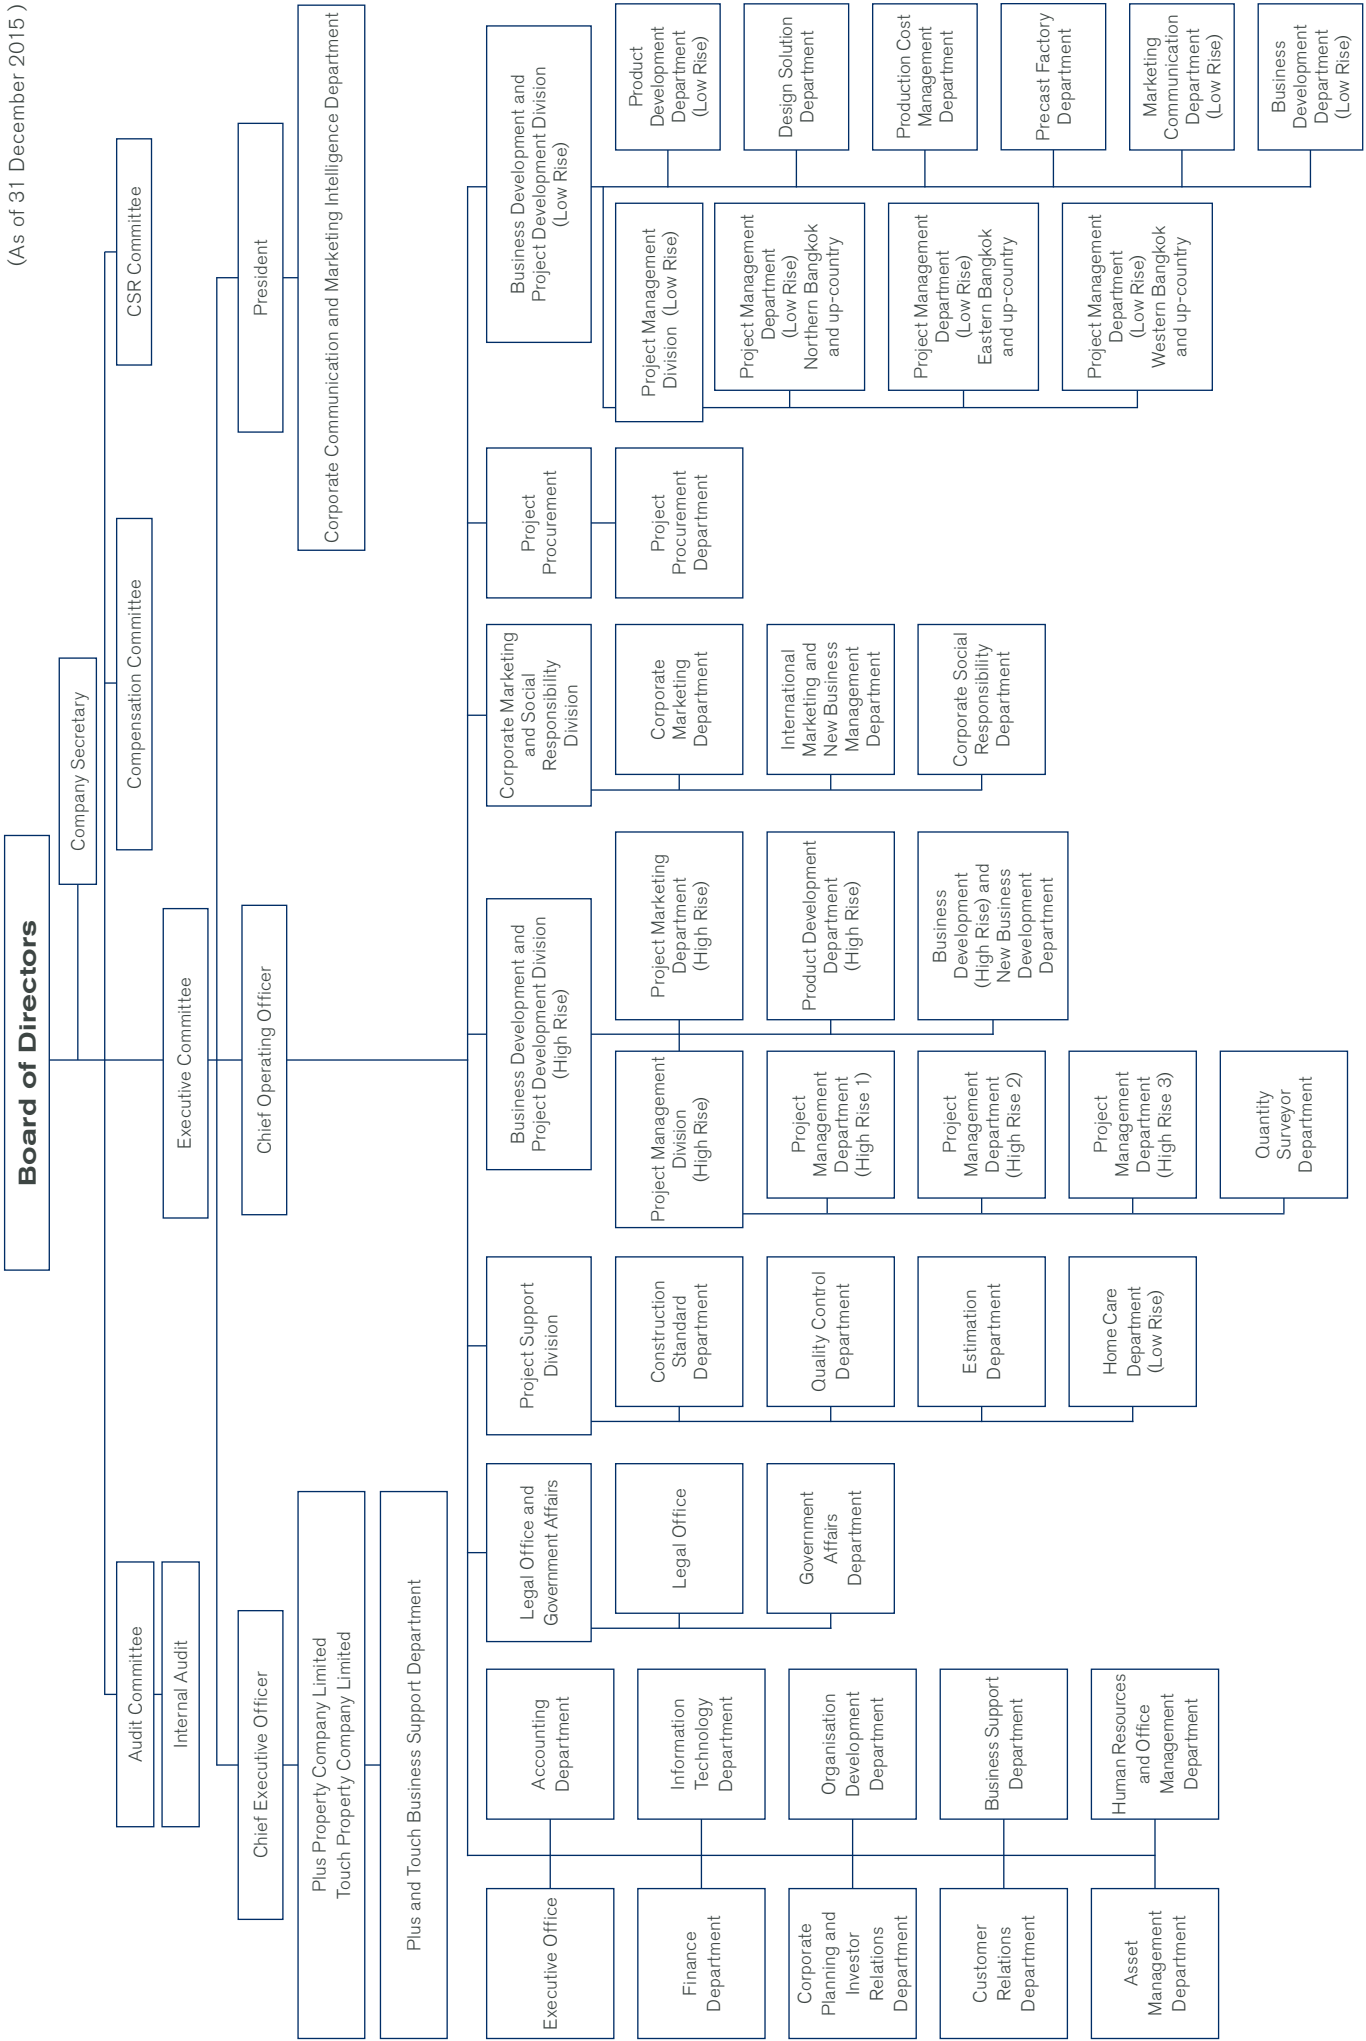 (As of 31 December 2015 )
Board of Directors
Company Secretary
Audit Committee
Internal Audit
Compensation Committee
CSR Committee
Executive Committee
Chief Executive Officer
Chief Operating Officer
President
Plus Property Company Limited
Touch Property Company Limited
Plus and Touch Business Support Department
Corporate Communication and Marketing Intelligence Department
Executive Office
Accounting
Department
Finance
Department
Information
Technology
Department
Corporate
Planning and
Investor
Relations
Department
Organisation
Development
Department
Customer
Relations
Department
Business Support
Department
Asset
Management
Department
Human Resources
and Office
Management
Department
Legal Office and
Government Affairs
Legal Office
Government
Affairs
Department
Project Support
Division
Construction
Standard
Department
Quality Control
Department
Estimation
Department
Home Care
Department
(Low Rise)
Business Development and
Project Development Division
(High Rise)
Project Management
Division
(High Rise)
Project
Management
Department
(High Rise 1)
Project
Management
Department
(High Rise 2)
Project
Management
Department
(High Rise 3)
Quantity
Surveyor
Department
Project Marketing
Department
(High Rise)
Product Development
Department
(High Rise)
Business
Development
(High Rise) and
New Business
Development
Department
Corporate Marketing
and Social
Responsibility
Division
Corporate
Marketing
Department
International
Marketing and
New Business
Management
Department
Corporate Social
Responsibility
Department
Project
Procurement
Project
Procurement
Department
Business Development and
Project Development Division
(Low Rise)
Project Management
Division (Low Rise)
Project Management
Department
(Low Rise)
Northern Bangkok
and up-country
Project Management
Department
(Low Rise)
Eastern Bangkok
and up-country
Project Management
Department
(Low Rise)
Western Bangkok
and up-country
Product
Development
Department
(Low Rise)
Design Solution
Department
Production Cost
Management
Department
Precast Factory
Department
Marketing
Communication
Department
(Low Rise)
Business
Development
Department
(Low Rise)